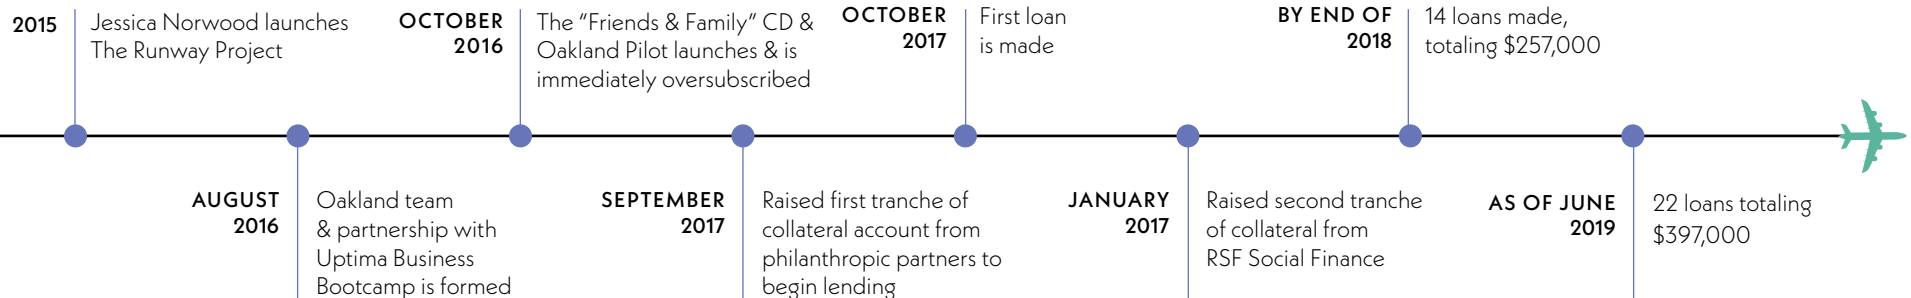 2015
Jessica Norwood launches
The Runway Project
AUGUST
2016
Oakland team
& partnership with
Uptima Business
Bootcamp is formed
OCTOBER
2016
The "Friends & Family" CD &
Oakland Pilot launches & is
immediately oversubscribed
SEPTEMBER
2017
Raised first tranche of
collateral account from
philanthropic partners to
begin lending
OCTOBER
2017
First loan
is made
JANUARY
2017
Raised second tranche
of collateral from
RSF Social Finance
BY END OF
2018
14 loans made,
totaling $257,000
AS OF JUNE
2019
22 loans totaling
$397,000